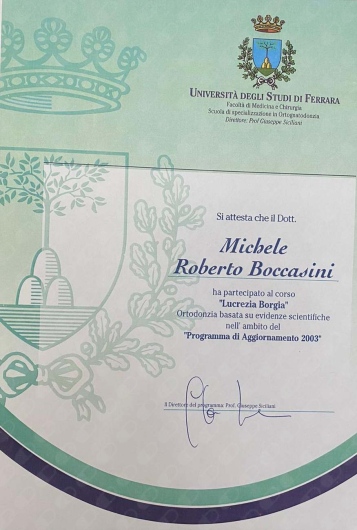 UNIVERSITÀ DEGLI STUDI DI FERRARA
Facoltà di Medicina e Chirurgia
Scuola di specializzazione in Ortognatodonzia
Direttore: Prof Giuseppe Siciliani
Si attesta che il Dott.
Michele
Roberto Boccasini
ha partecipato al corso
"Lucrezia Borgia"
Ortodonzia basata su evidenze scientifiche
nell' ambito del
"Programma di Aggiornamento 2003"
Il Direttore del programma: Prof. Giuseppe Siciliani